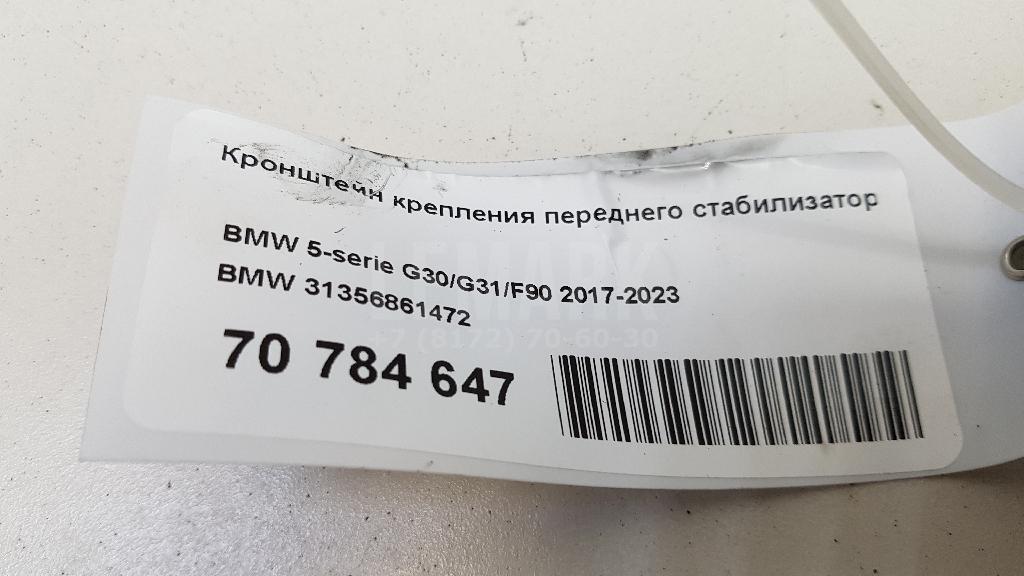 Кронштейн крепления переднего стабилизатор
BMW 5-serie G30/G31/F90 2017-2023
BMW 31356861472
70 784 647
LEMARK
+7 (8172) 70-60-30